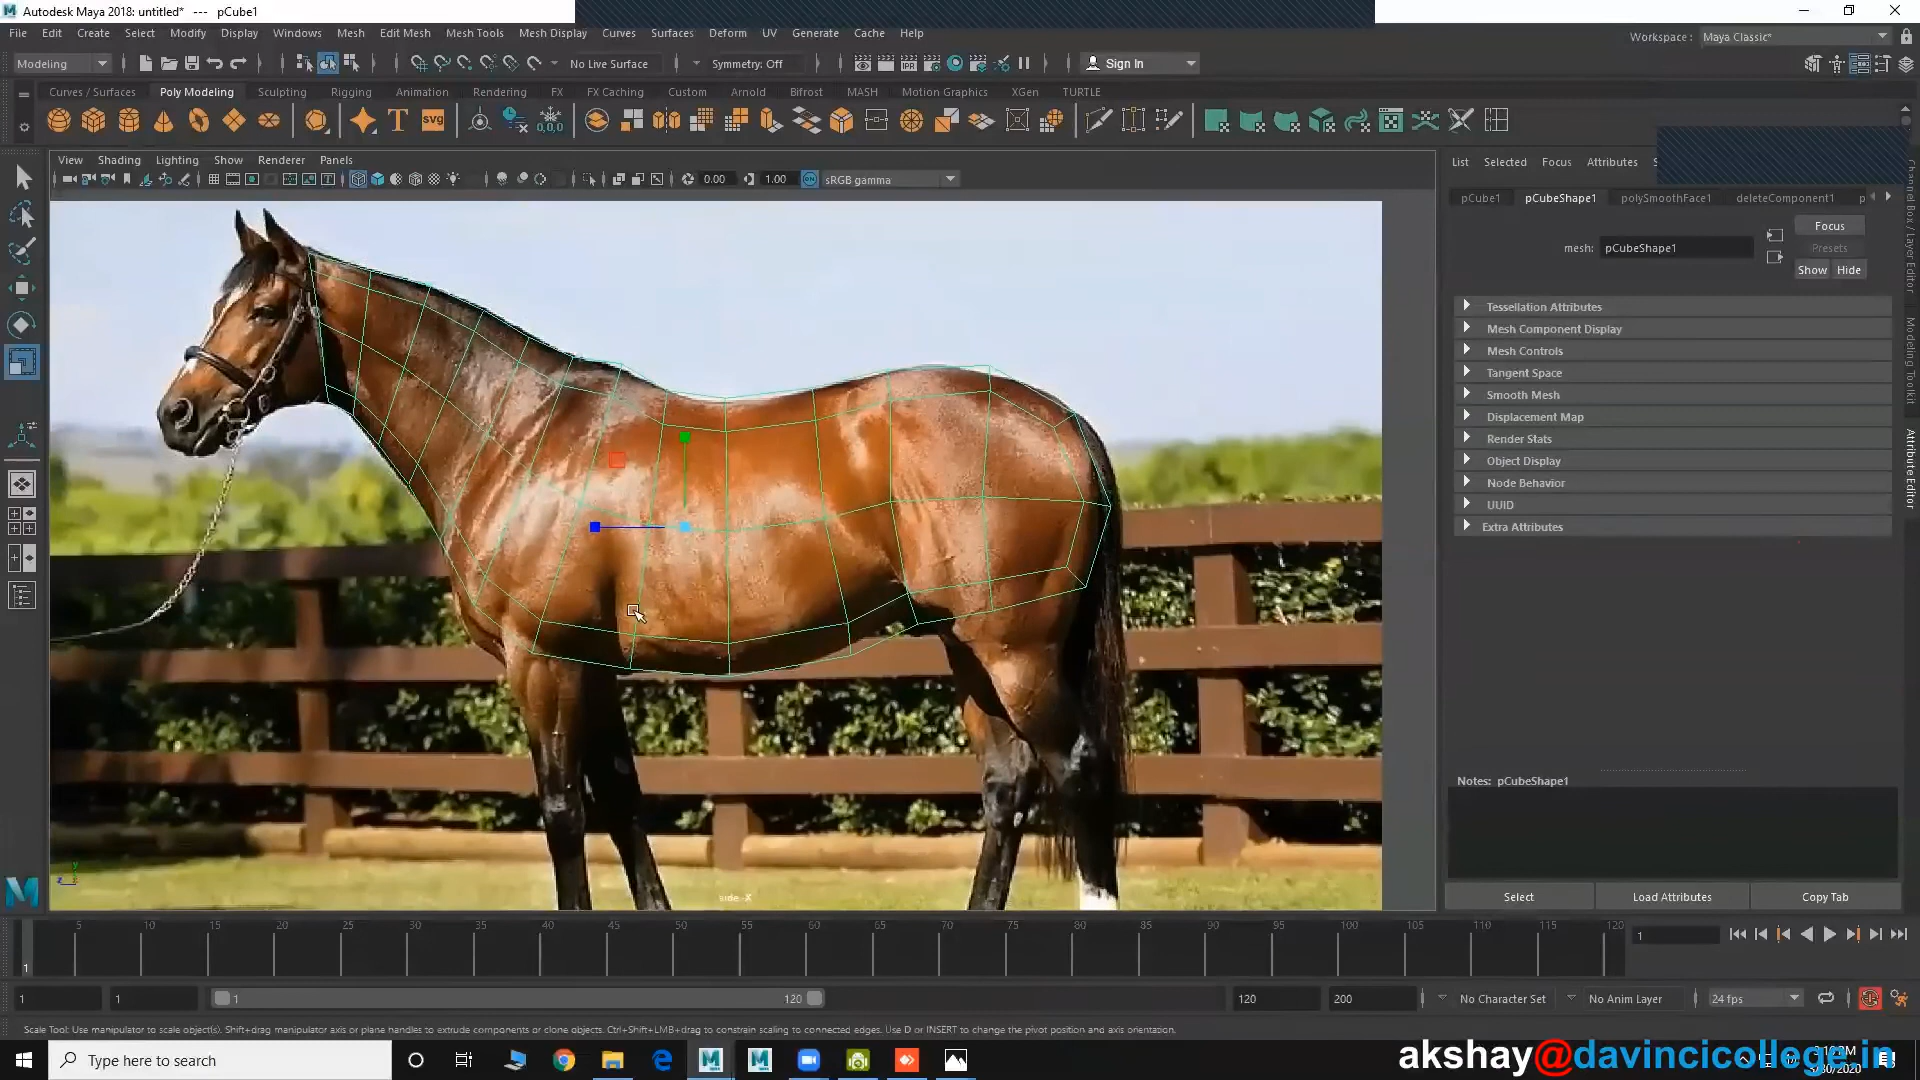 Autodesk Maya 2018: untitled* --- pCube1
File Edit Create Select Modify Display Windows Mesh Edit Mesh Mesh Tools Mesh Display Curves Surfaces Deform UV Generate Cache Help
Workspace : Maya Classic*
Modeling No Live Surface Symmetry: Off Sign In
Curves / Surfaces Poly Modeling Sculpting Rigging Animation Rendering FX FX Caching Custom Arnold Bifrost MASH Motion Graphics XGen TURTLE
View Shading Lighting Show Renderer Panels
0.00 1.00 sRGB gamma
List Selected Focus Attributes
pCube1 pCubeShape1 polySmoothFace1 deleteComponent1
Focus
mesh: pCubeShape1
Presets
Show Hide
Tessellation Attributes
Mesh Component Display
Mesh Controls
Tangent Space
Smooth Mesh
Displacement Map
Render Stats
Object Display
Node Behavior
UUID
Extra Attributes
Channel Box / Layer Editor
Modeling Toolkit
Attribute Editor
Notes: pCubeShape1
Select Load Attributes Copy Tab
side -X
5 10 15 20 25 30 35 40 45 50 55 60 65 70 75 80 85 90 95 100 105 110 115 120
1
1
1 1 1 120 120 200 No Character Set No Anim Layer 24 fps
Scale Tool: Use manipulator to scale object(s). Shift+drag manipulator axis or plane handles to extrude components or clone objects. Ctrl+Shift+LMB+drag to constrain scaling to connected edges. Use D or INSERT to change the pivot position and axis orientation.
Type here to search
akshay@davincicollege.in